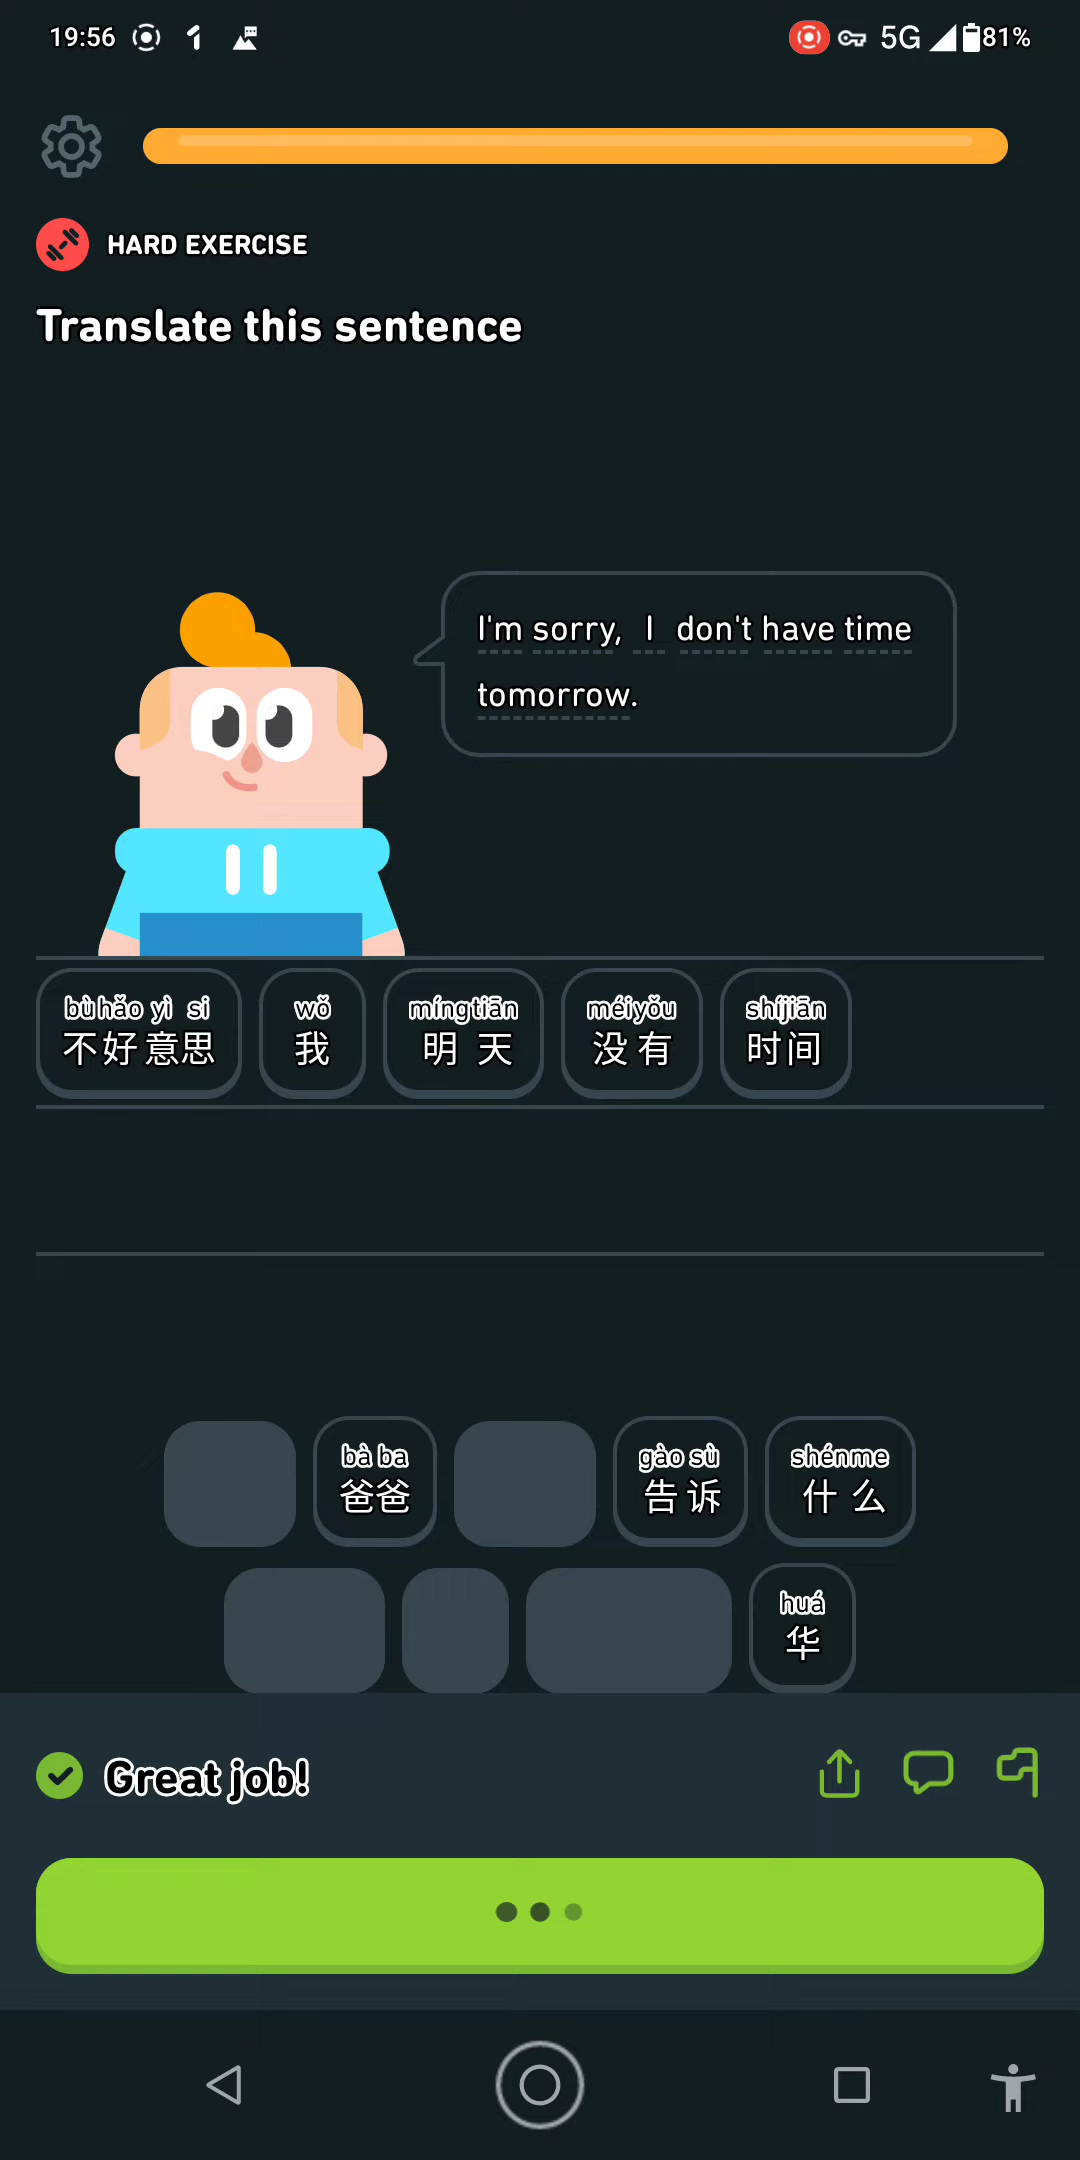 19:56 5G 81%
HARD EXERCISE
Translate this sentence
I'm sorry, I don't have time
tomorrow.
bù hǎo yì si wǒ míngtiān méiyǒu shíjiān
不好意思 我 明天 没有 时间
bà ba gào sù shénme
爸爸 告诉 什么
huá
华
Great job!